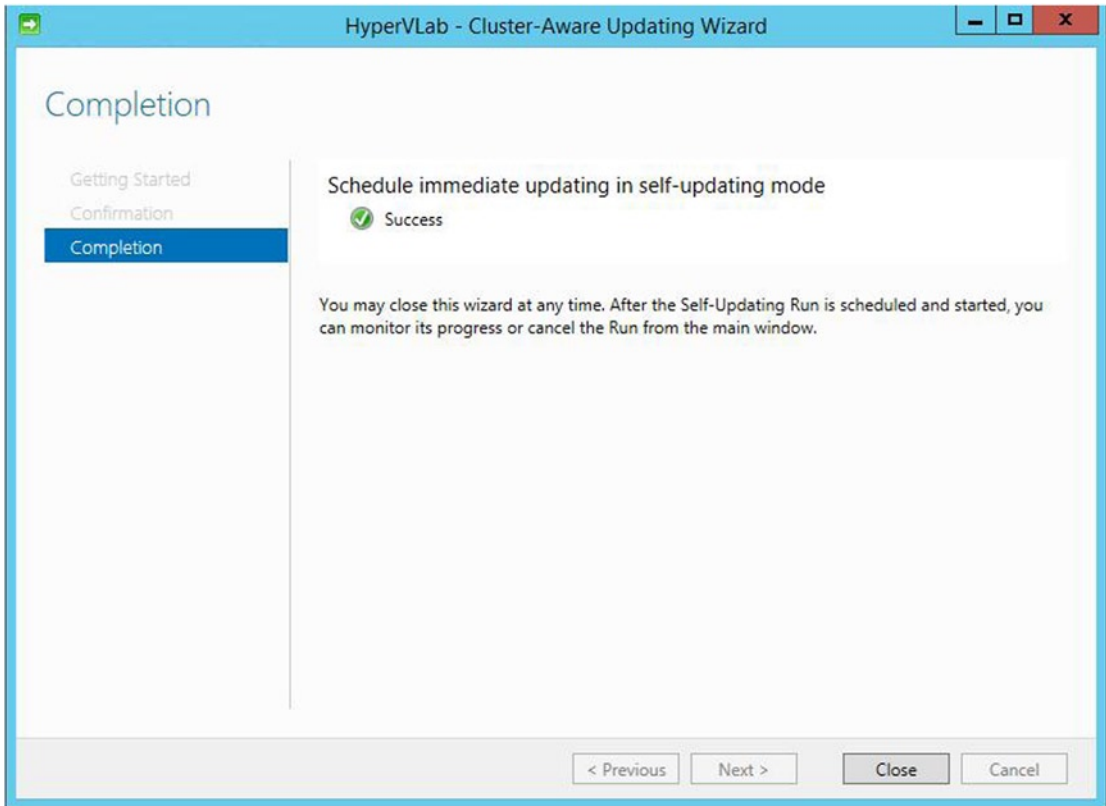 HyperVLab - Cluster-Aware Updating Wizard
Completion
Getting Started
Confirmation
Completion
Schedule immediate updating in self-updating mode
Success
You may close this wizard at any time. After the Self-Updating Run is scheduled and started, you
can monitor its progress or cancel the Run from the main window.
< Previous
Next >
Close
Cancel